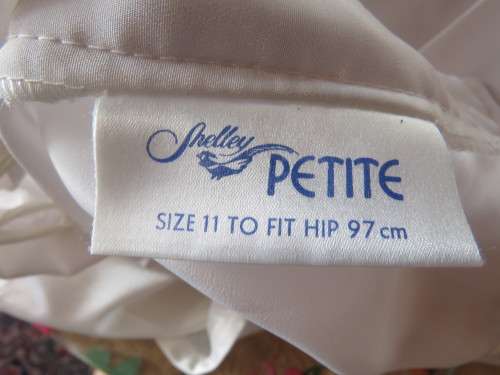 Shelley
PETITE
SIZE 11 TO FIT HIP 97 cm